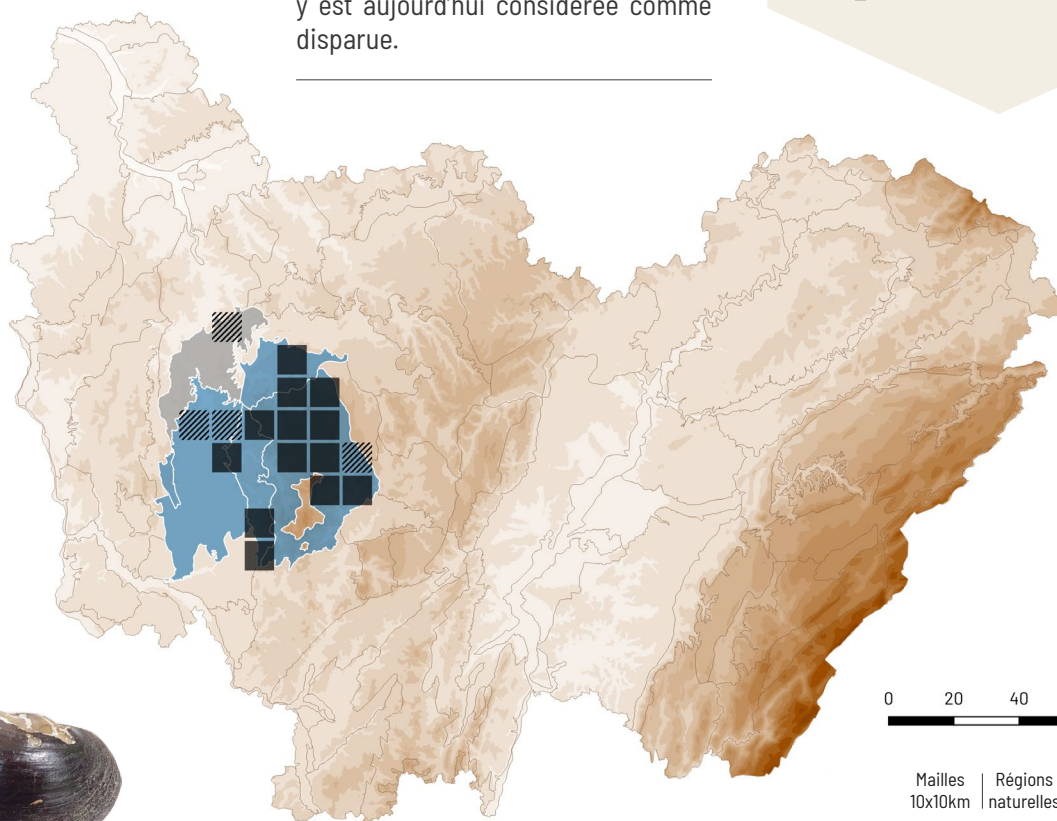 y est aujourd'hui considérée comme
disparue.
0 20 40
Mailles Régions
10x10km naturelles